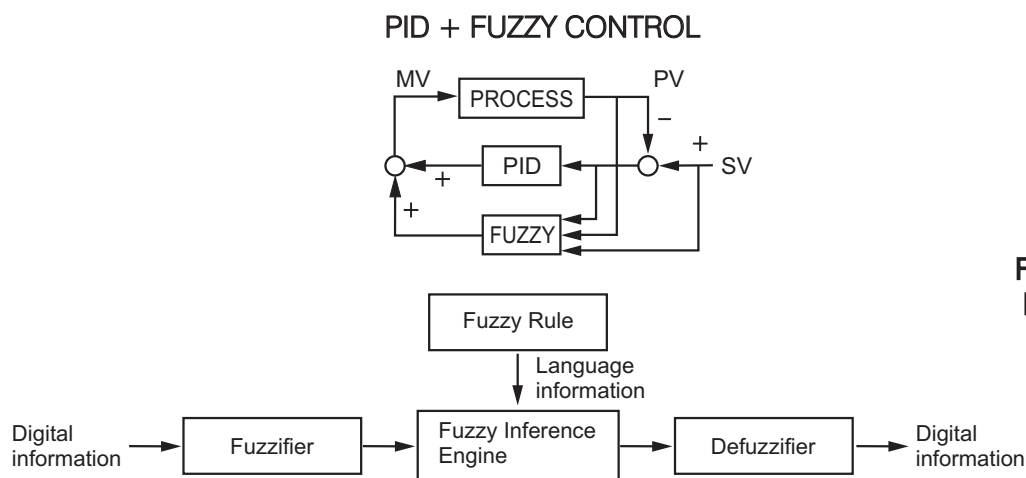 PID + FUZZY CONTROL
MV
PROCESS
PV
−
+
PID
+
SV
+
FUZZY
F
Fuzzy Rule
Language
information
Digital
information
Fuzzifier
Fuzzy Inference
Engine
Defuzzifier
Digital
information